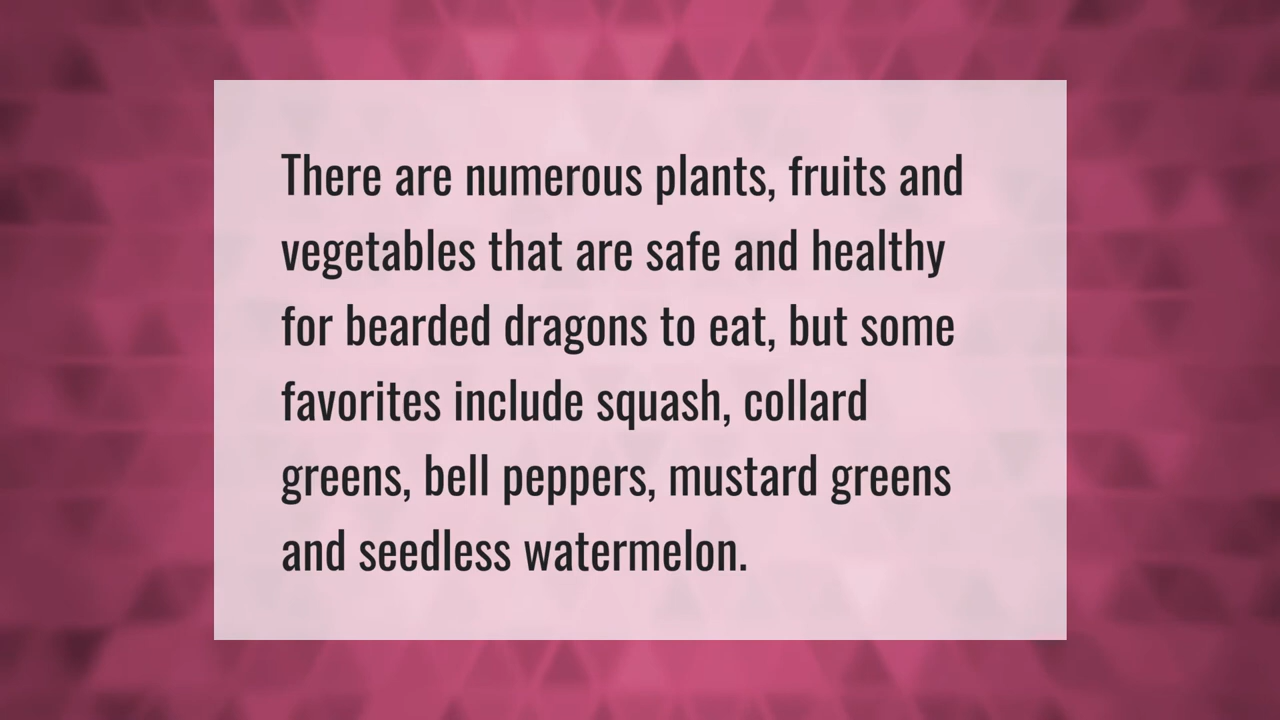 There are numerous plants, fruits and
vegetables that are safe and healthy
for bearded dragons to eat, but some
favorites include squash, collard
greens, bell peppers, mustard greens
and seedless watermelon.